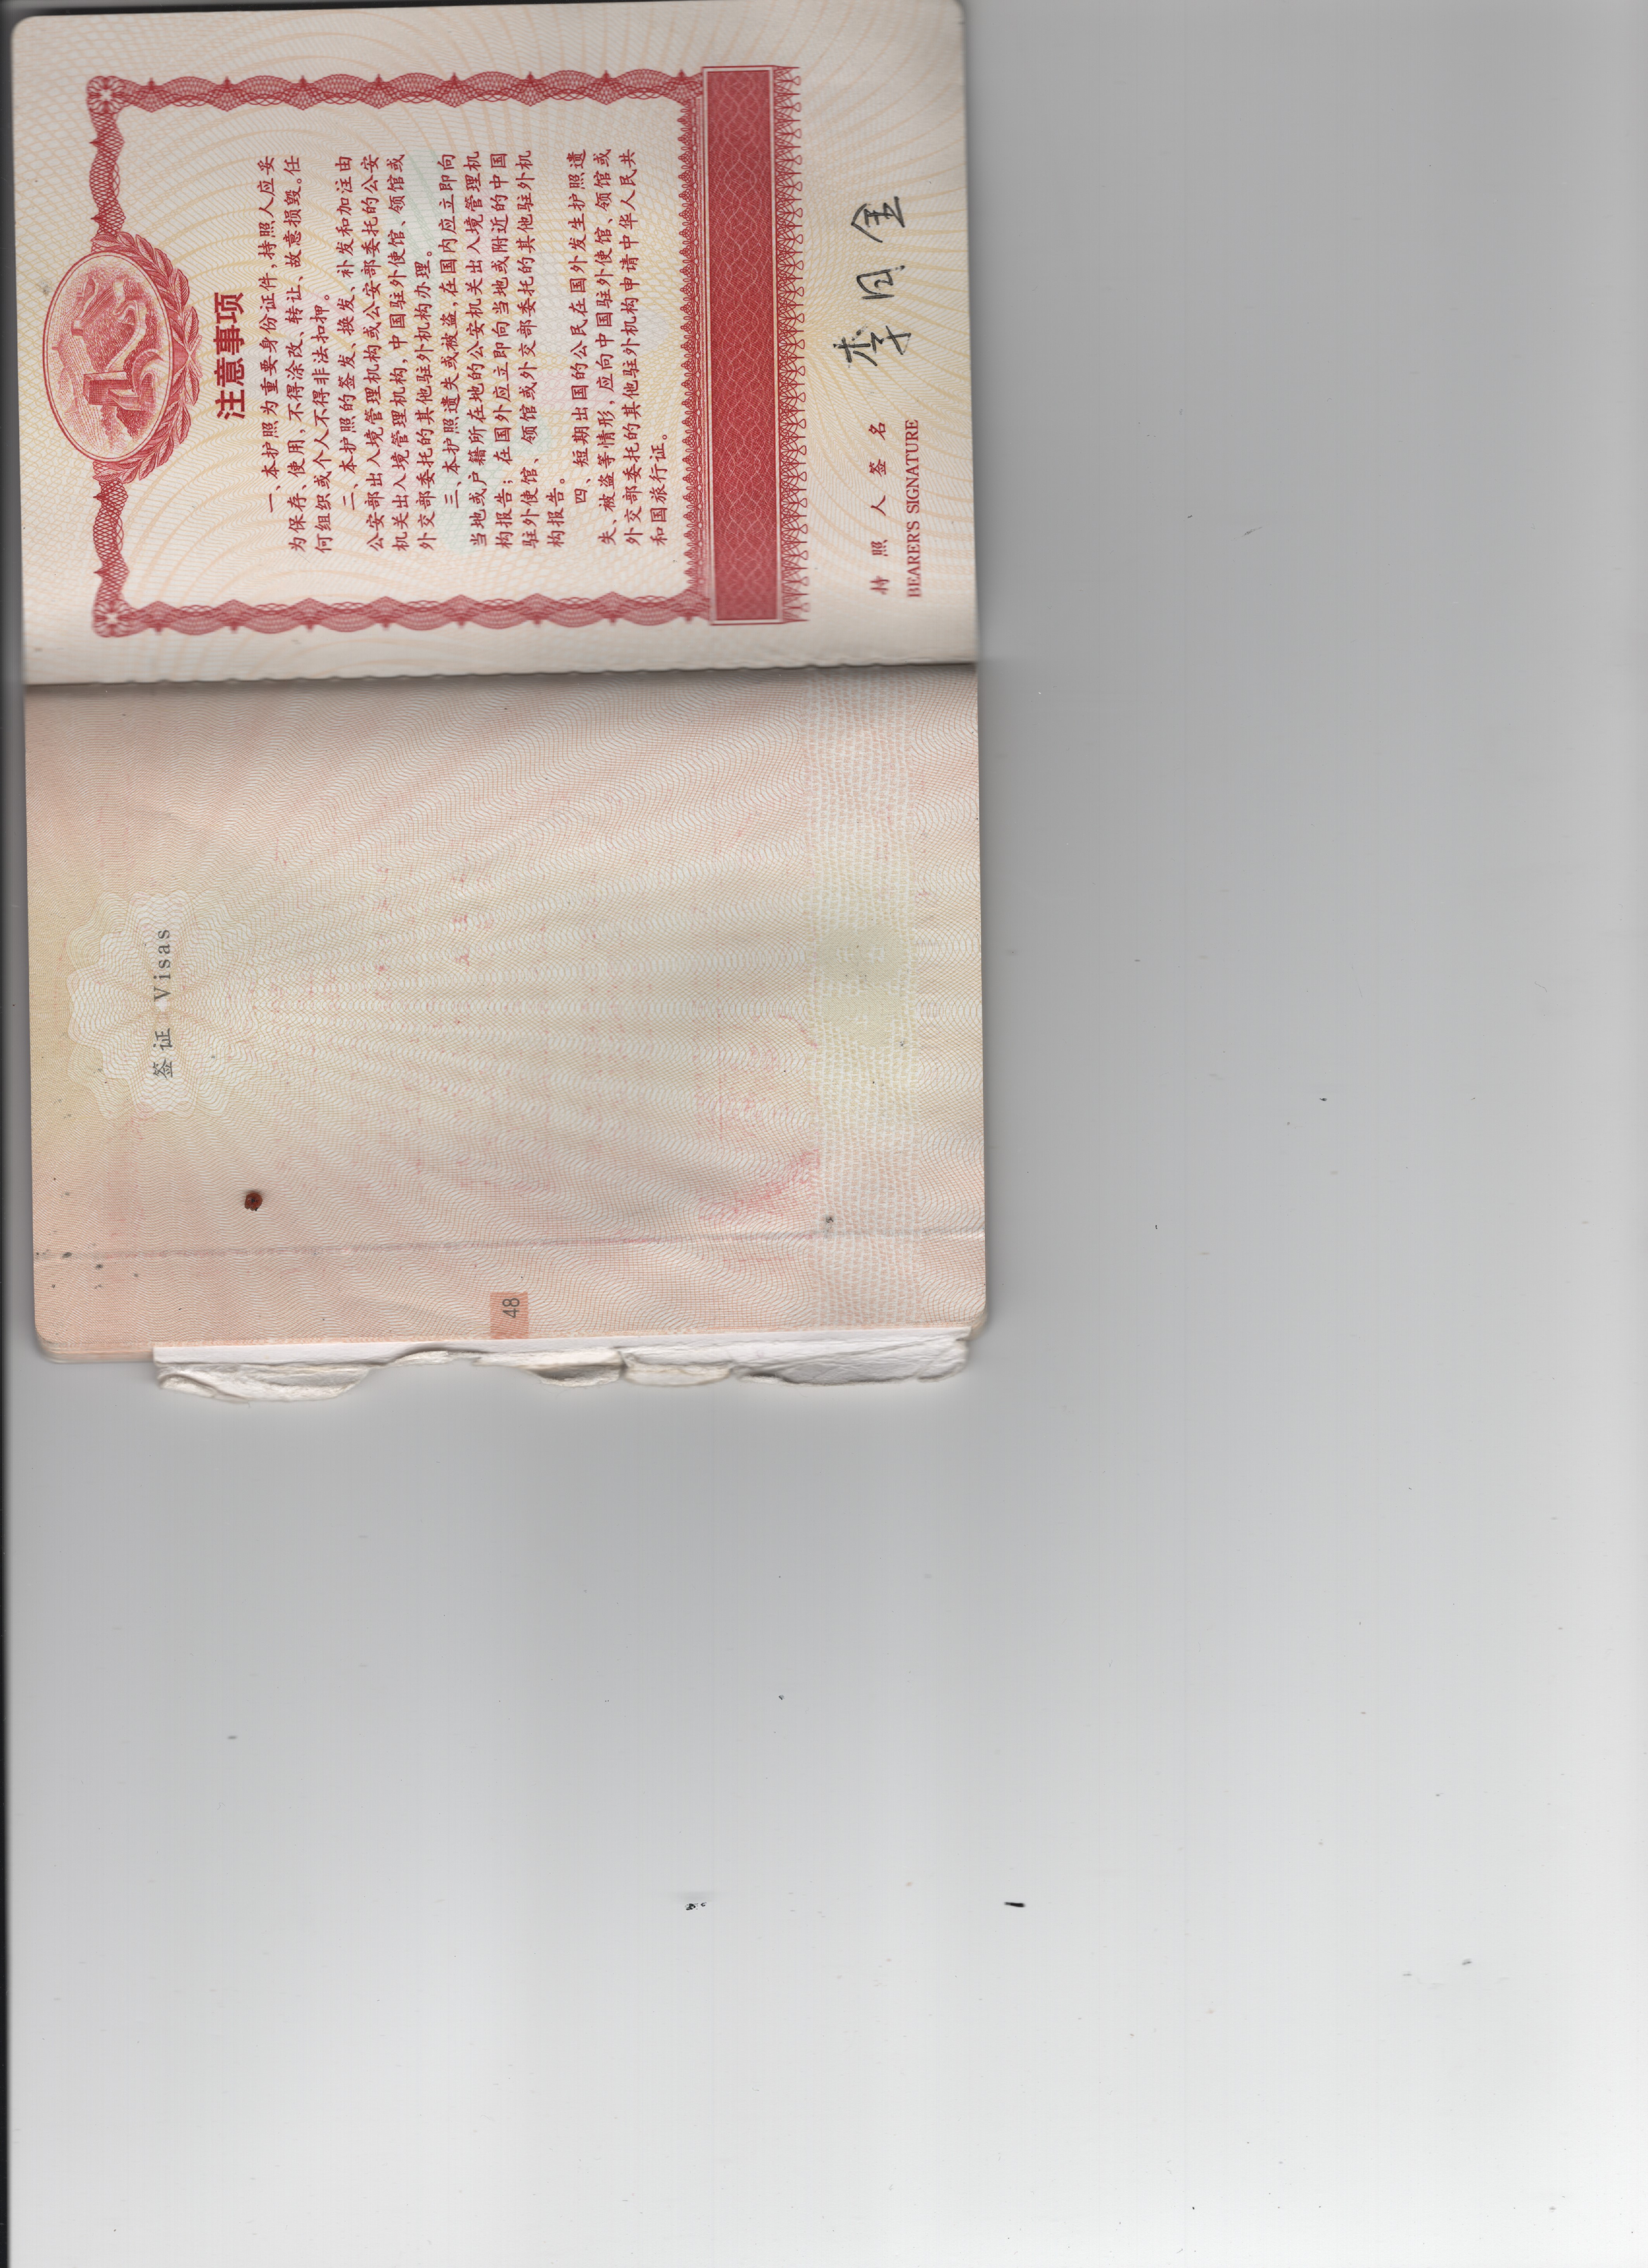 签证 Visas
48
注意事项
一、本护照为重要身份证件,持照人应妥
为保存、使用,不得涂改、转让、故意损毁。任
何组织或个人不得非法扣押。
二、本护照的签发、换发、补发和加注由
公安部出入境管理机构或公安部委托的公安
机关出入境管理机构,中国驻外使馆、领馆或
外交部委托的其他驻外机构办理。
三、本护照遗失或被盗,在国内应立即向
当地或户籍所在地的公安机关出入境管理机
构报告;在国外应立即向当地或附近的中国
驻外使馆、领馆或外交部委托的其他驻外机
构报告。
四、短期出国的公民在国外发生护照遗
失、被盗等情形,应向中国驻外使馆、领馆或
外交部委托的其他驻外机构申请中华人民共
和国旅行证。
持照人签名 李日金
BEARER'S SIGNATURE